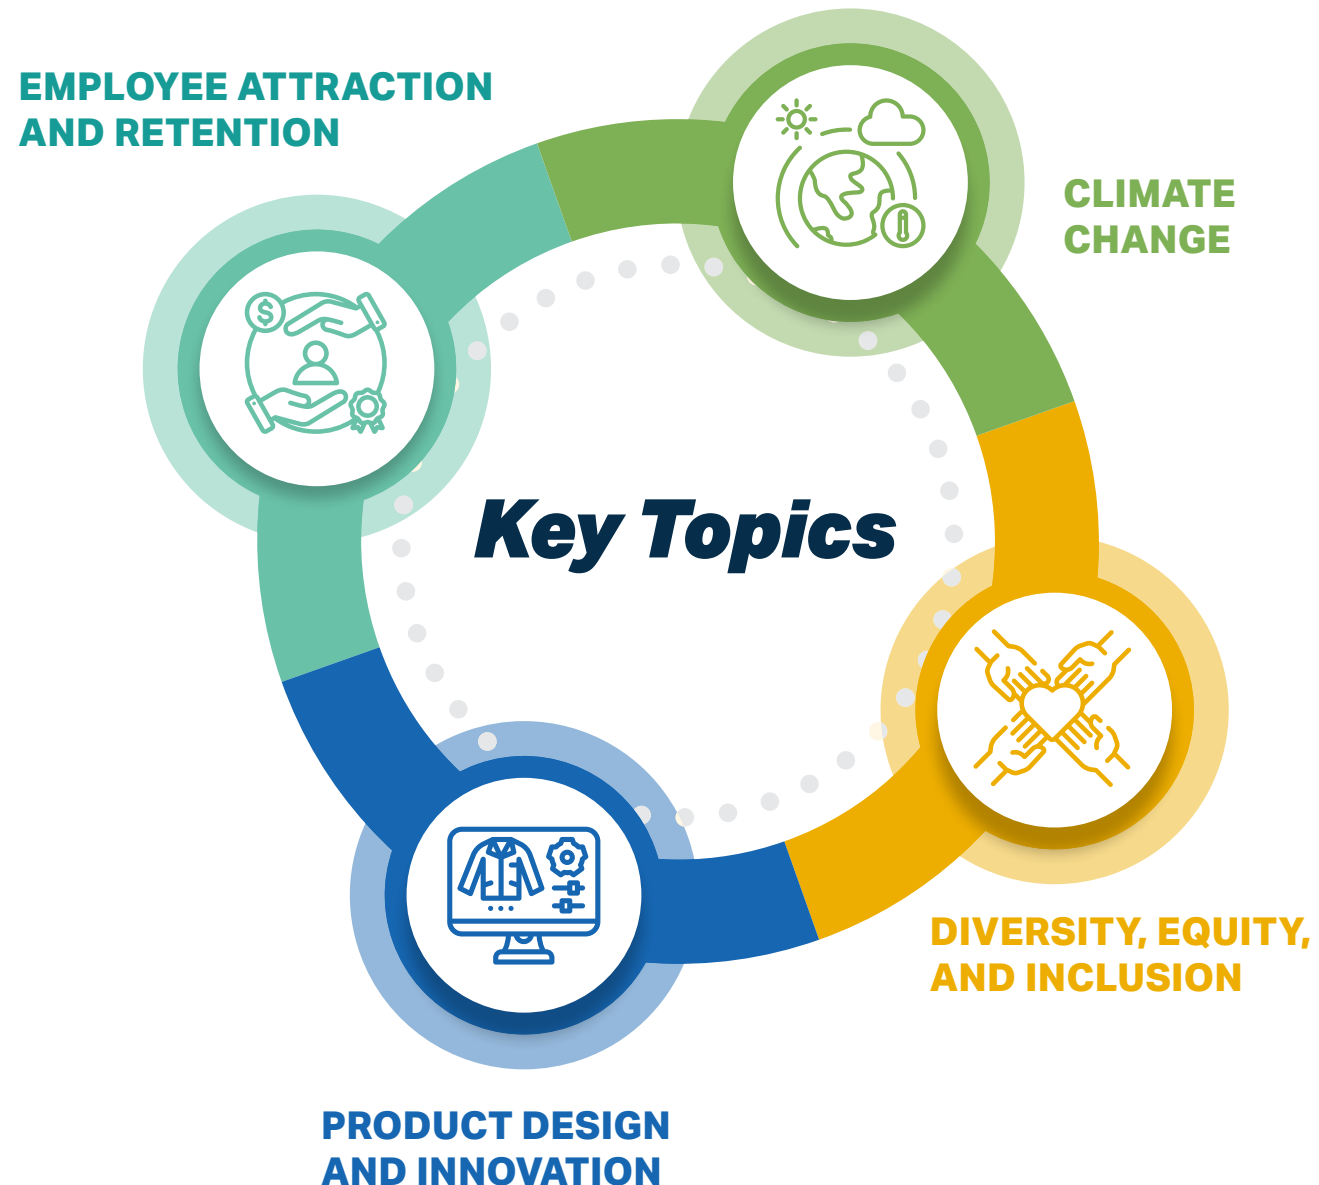 EMPLOYEE ATTRACTION
AND RETENTION
CLIMATE
CHANGE
$
Key Topics
DIVERSITY, EQUITY,
AND INCLUSION
PRODUCT DESIGN
AND INNOVATION